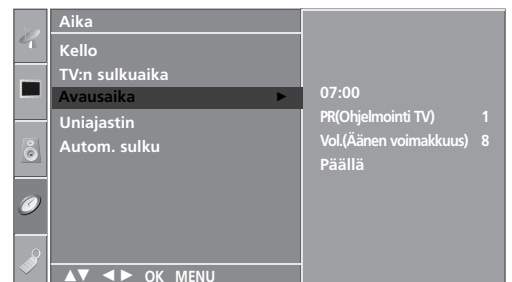 Aika
Kello
TV:n sulkuaika
Avausaika ►
Uniajastin
Autom. sulku
07:00
PR(Ohjelmointi TV) 1
Vol.(Äänen voimakkuus) 8
Päällä
▲▼ ◄► OK MENU